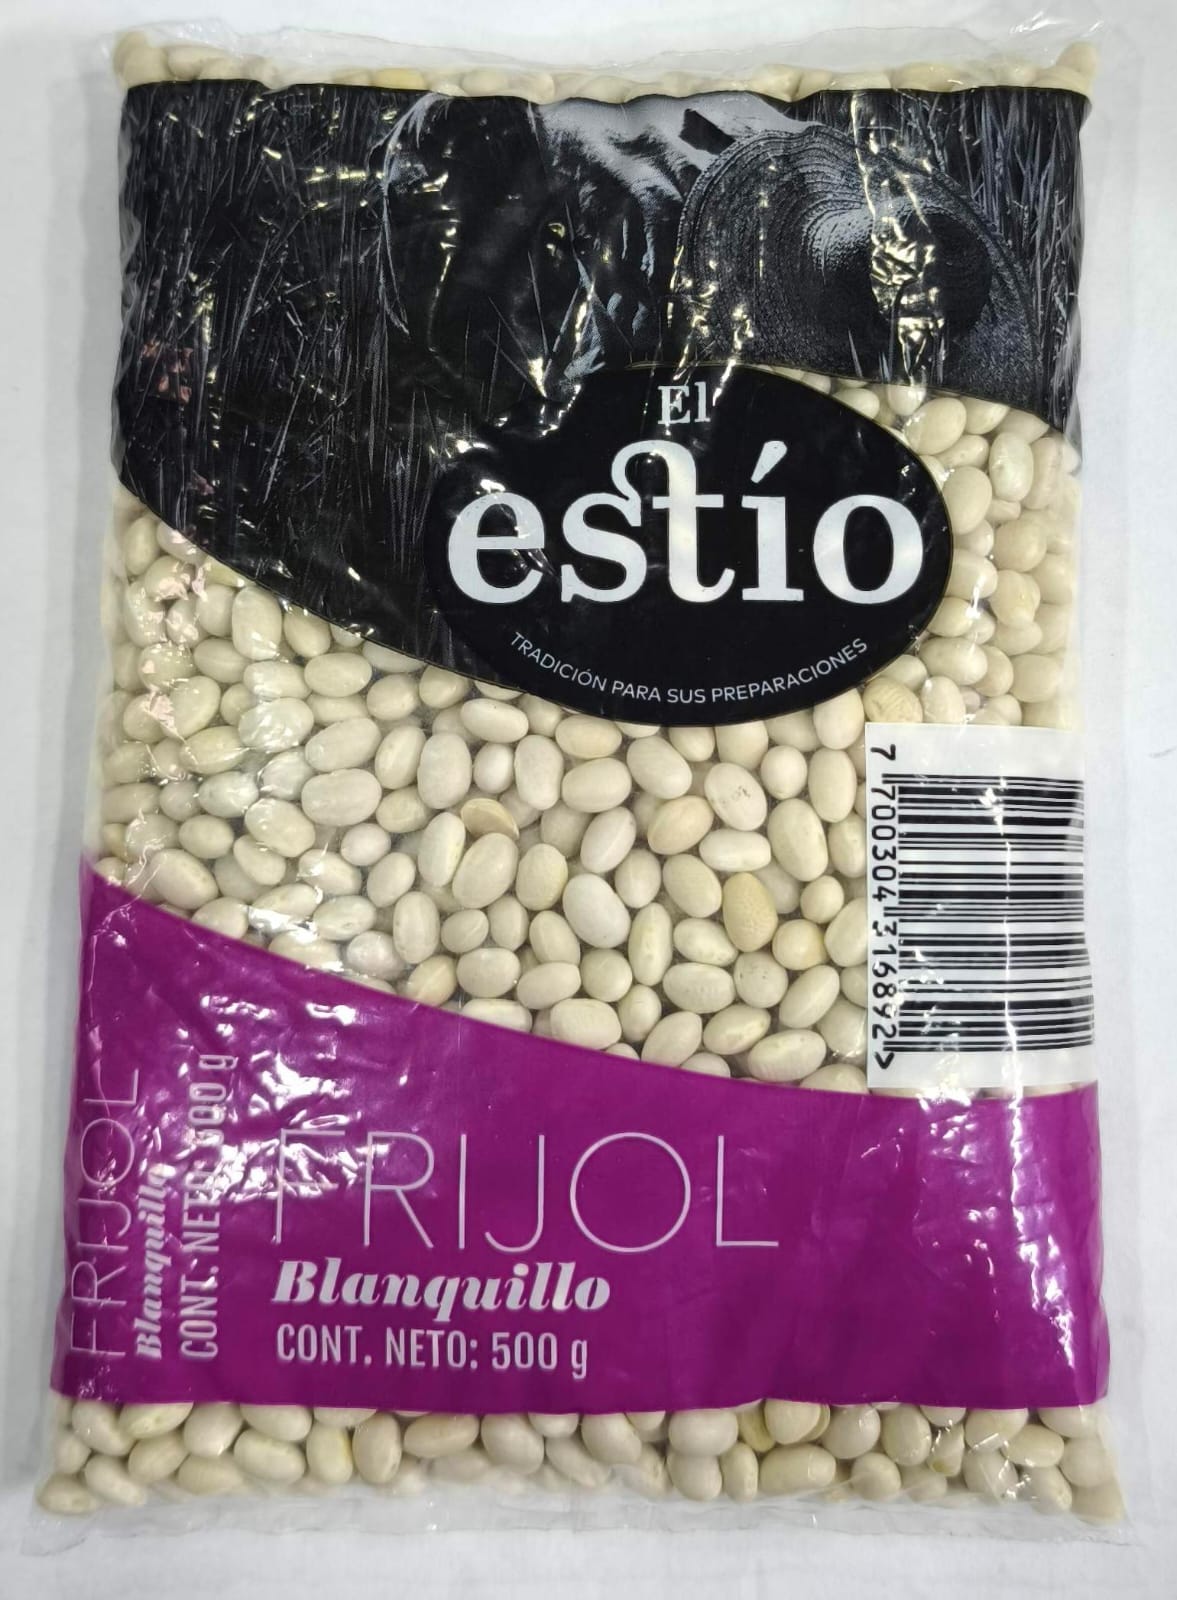 El
estío
TRADICIÓN PARA SUS PREPARACIONES
7 700304 316892 >
FRIJOL
Blanquillo
CONT. NETO: 500 g
FRIJOL
Blanquillo
CONT. NETO: 500 g